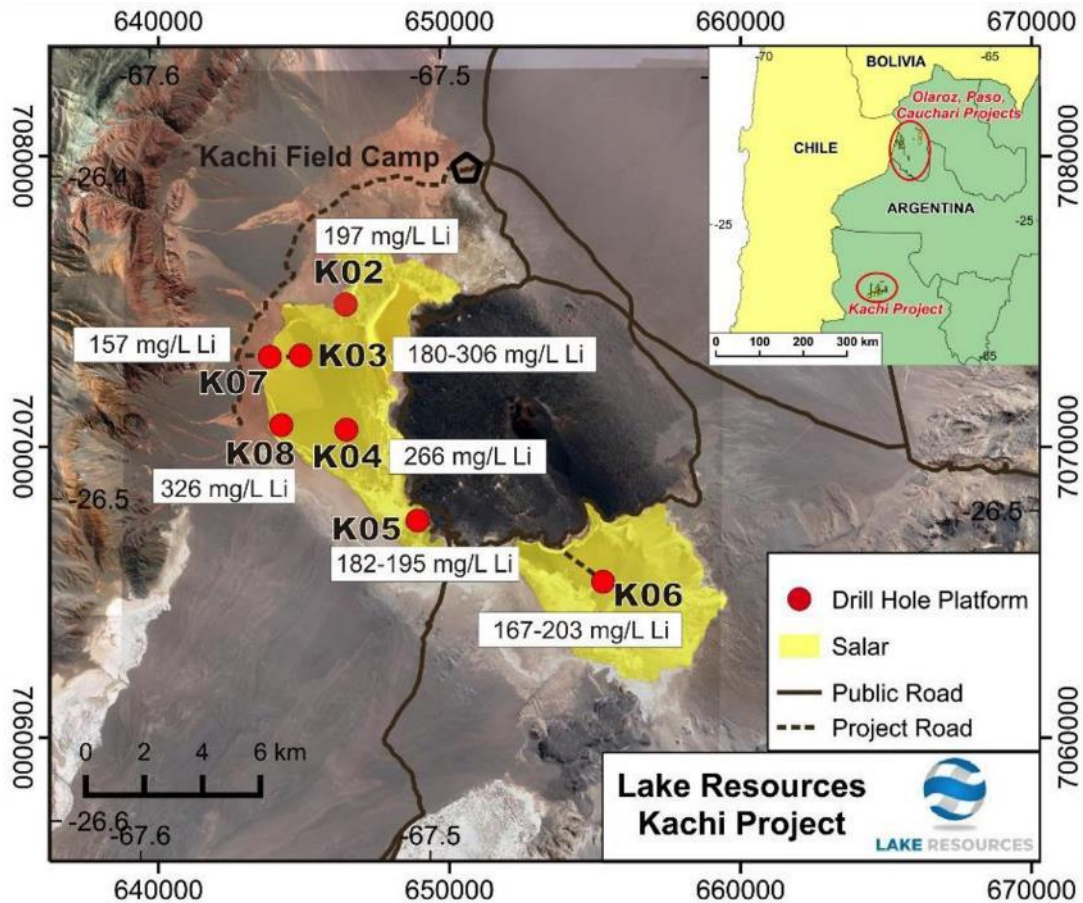 640000
650000
660000
670000
-67.6
-67.5
-70
-65
BOLIVIA
Olaroz, Paso,
Cauchari Projects
CHILE
ARGENTINA
-25
-25
Kachi Project
-65
0 100 200 300 km
7080000
7080000
-26.4
Kachi Field Camp
197 mg/L Li
K02
157 mg/L Li
K03
180-306 mg/L Li
K07
7070000
7070000
K08
K04
266 mg/L Li
326 mg/L Li
-26.5
-26.5
K05
182-195 mg/L Li
K06
167-203 mg/L Li
Drill Hole Platform
Salar
Public Road
Project Road
7060000
7060000
0 2 4 6 km
-26.6
-67.6
-67.5
Lake Resources
Kachi Project
LAKE RESOURCES
640000
650000
660000
670000